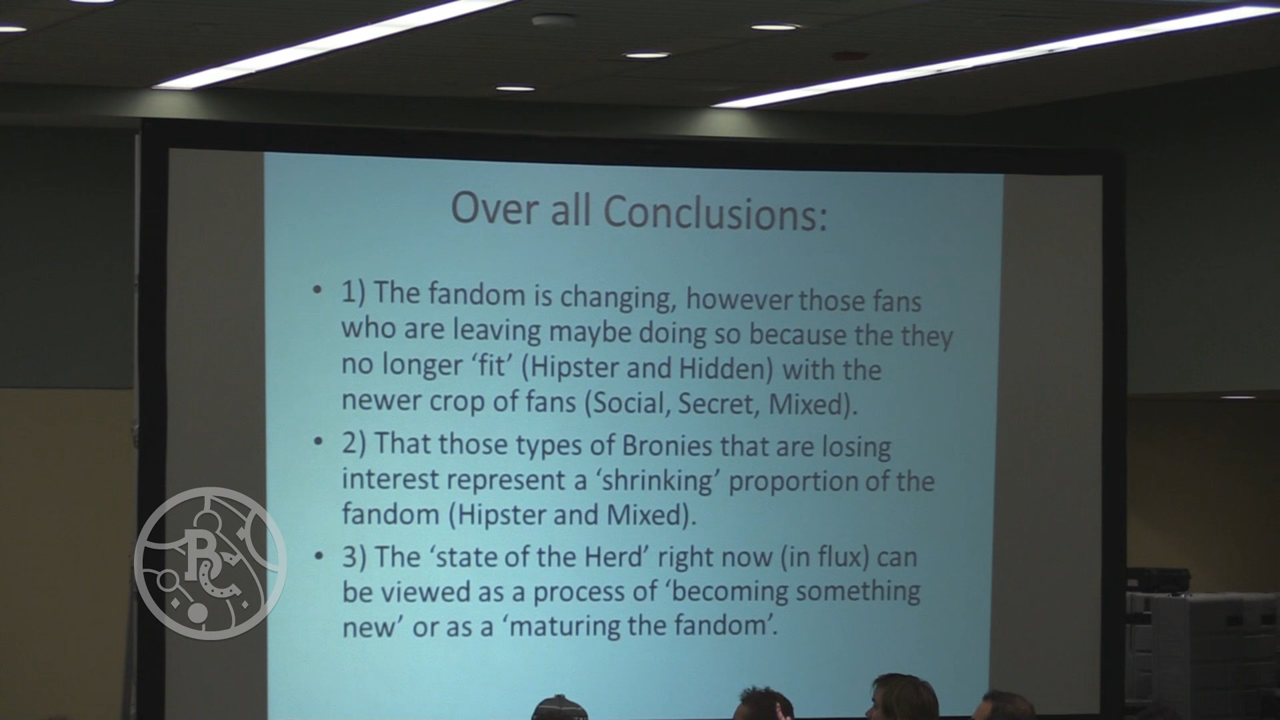 Over all Conclusions:
• 1) The fandom is changing, however those fans
who are leaving maybe doing so because the they
no longer ‘fit’ (Hipster and Hidden) with the
newer crop of fans (Social, Secret, Mixed).
• 2) That those types of Bronies that are losing
interest represent a ‘shrinking’ proportion of the
fandom (Hipster and Mixed).
• 3) The ‘state of the Herd’ right now (in flux) can
be viewed as a process of ‘becoming something
new’ or as a ‘maturing the fandom’.
BC